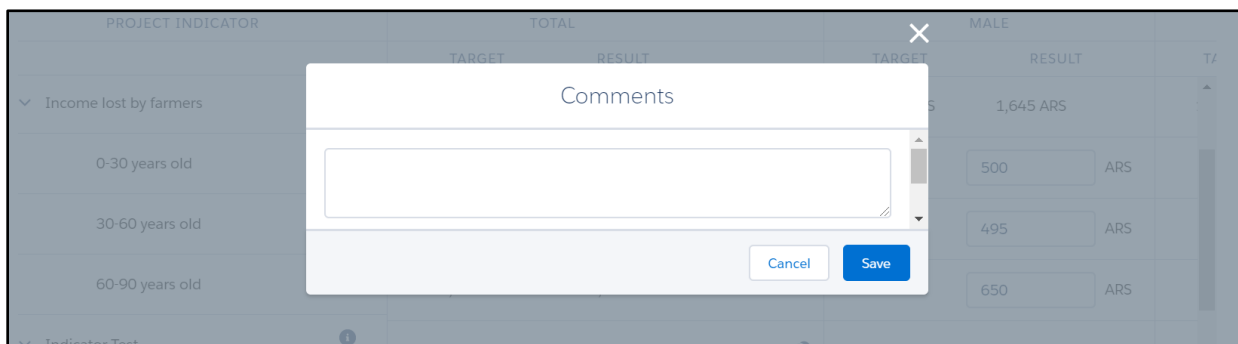 PROJECT INDICATOR TOTAL MALE
TARGET RESULT TARGET RESULT
Income lost by farmers 1,645 ARS
Comments
0-30 years old 500 ARS
30-60 years old 495 ARS
60-90 years old 650 ARS
Cancel Save
Indicator Test